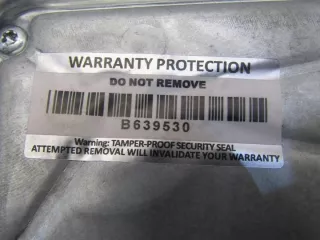 WARRANTY PROTECTION
DO NOT REMOVE
B639530
Warning: TAMPER-PROOF SECURITY SEAL
ATTEMPTED REMOVAL WILL INVALIDATE YOUR WARRANTY